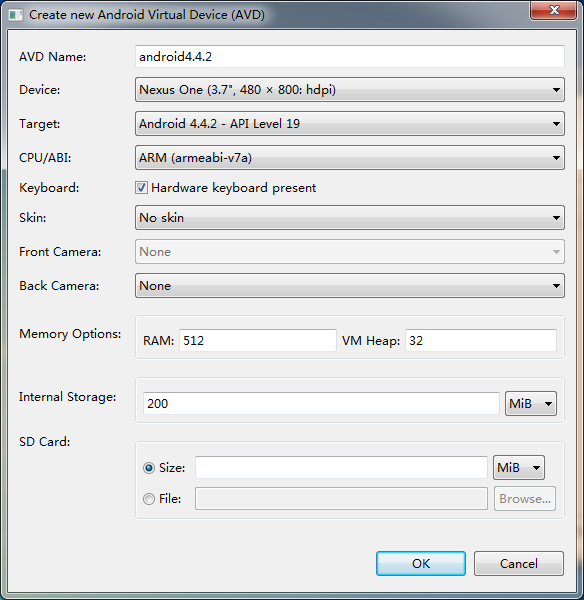 Create new Android Virtual Device (AVD)
AVD Name: android4.4.2
Device: Nexus One (3.7", 480 × 800: hdpi)
Target: Android 4.4.2 - API Level 19
CPU/ABI: ARM (armeabi-v7a)
Keyboard: Hardware keyboard present
Skin: No skin
Front Camera: None
Back Camera: None
Memory Options: RAM: 512 VM Heap: 32
Internal Storage: 200 MiB
SD Card:
Size: MiB
File: Browse...
OK Cancel